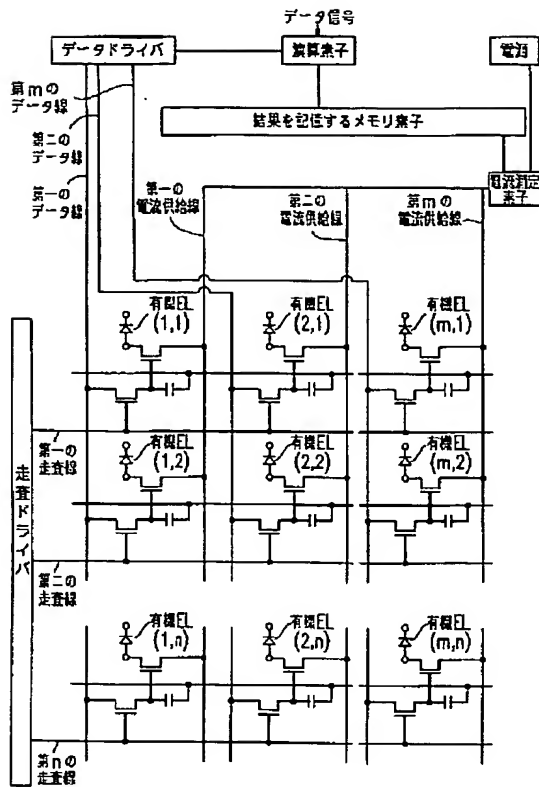 データ信号
データドライバ
演算素子
電源
第mの
データ線
結果を記憶するメモリ素子
第二の
データ線
電流測定
素子
第一の
データ線
第一の
電流供給線
第二の
電流供給線
第mの
電流供給線
有機EL
(1,1)
有機EL
(2,1)
有機EL
(m,1)
第一の
走査線
有機EL
(1,2)
有機EL
(2,2)
有機EL
(m,2)
走査ドライバ
第二の
走査線
有機EL
(1,n)
有機EL
(2,n)
有機EL
(m,n)
第nの
走査線